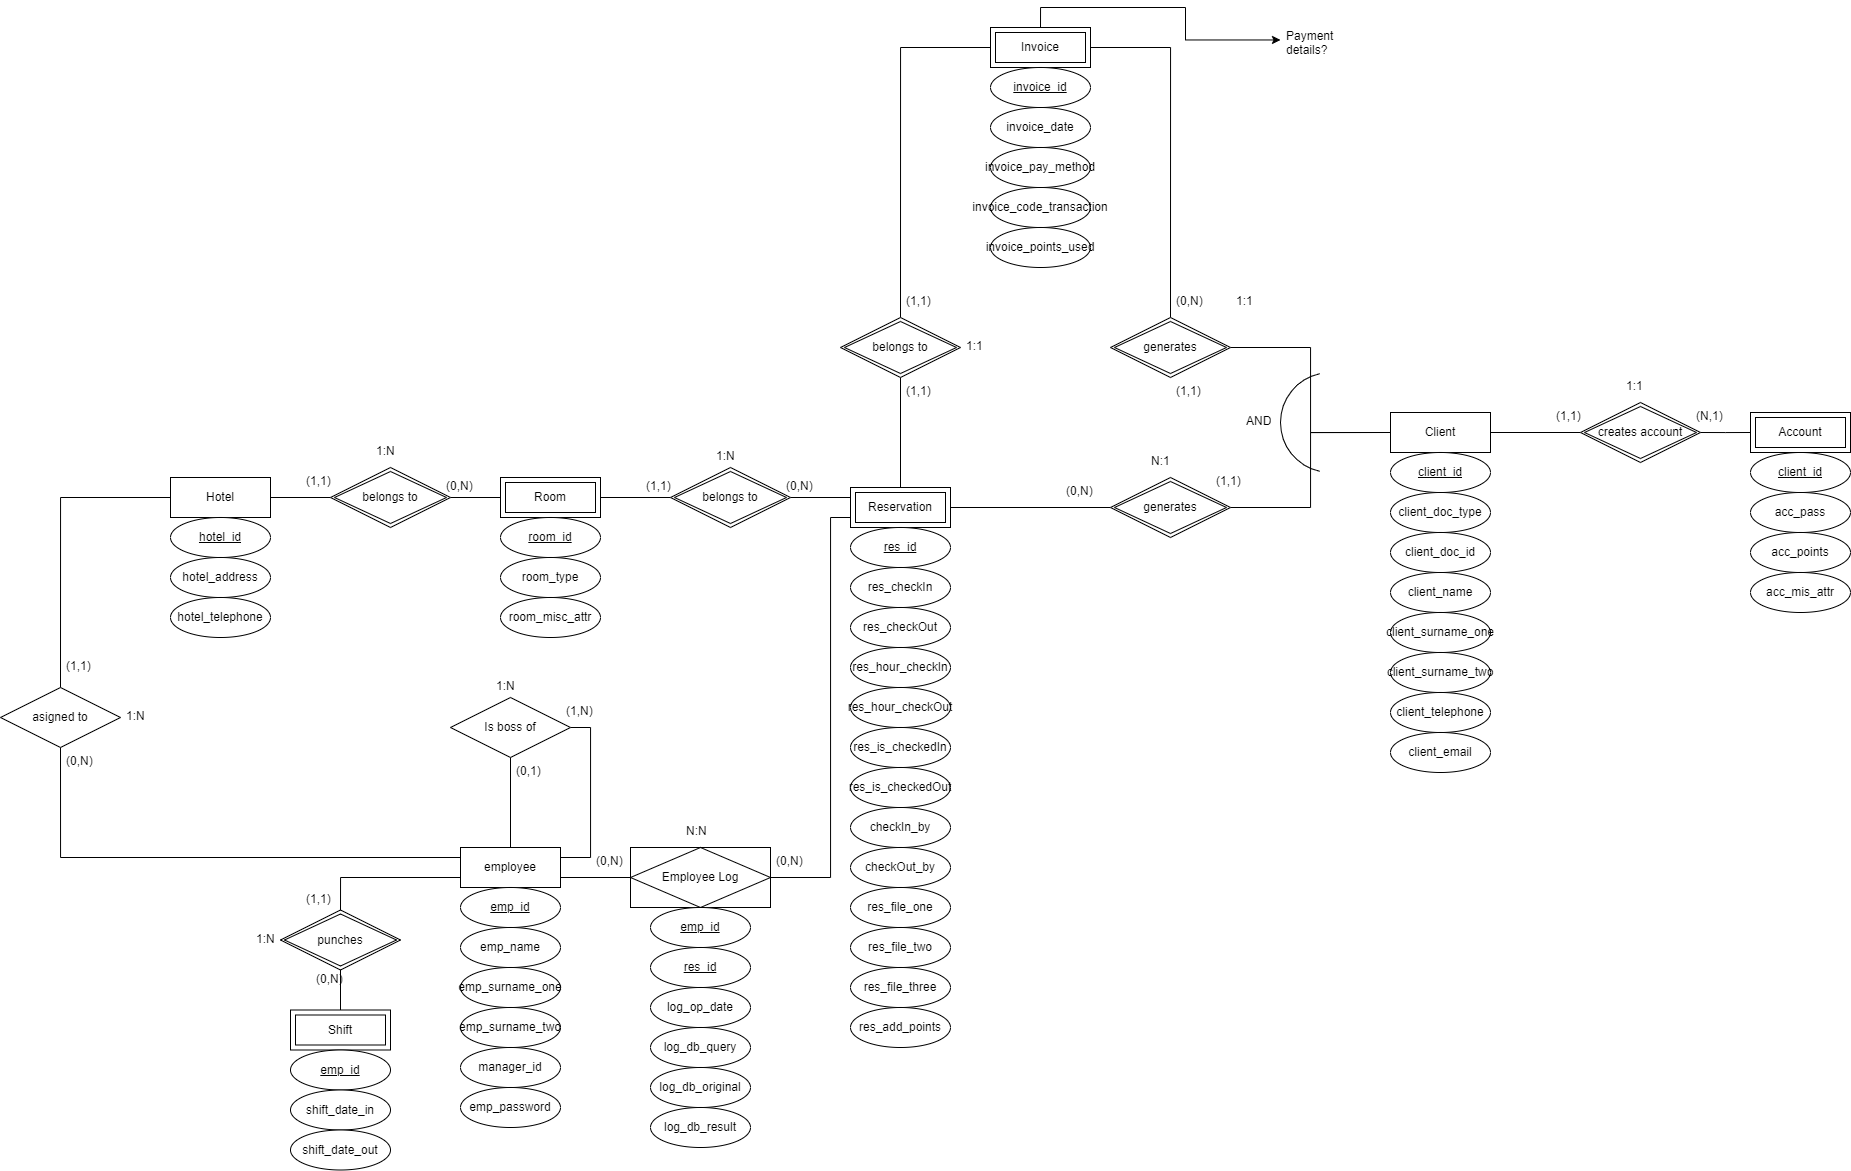 Invoice
Payment
details?
invoice_id
invoice_date
invoice_pay_method
invoice_code_transaction
invoice_points_used
(1,1)
belongs to
1:1
(1,1)
(0,N)
1:1
generates
(1,1)
AND
Client
client_id
client_doc_type
client_doc_id
client_name
client_surname_one
client_surname_two
client_telephone
client_email
1:1
(1,1)
creates account
(N,1)
Account
client_id
acc_pass
acc_points
acc_mis_attr
Hotel
hotel_id
hotel_address
hotel_telephone
1:N
(1,1)
belongs to
(0,N)
Room
room_id
room_type
room_misc_attr
1:N
(1,1)
belongs to
(0,N)
Reservation
res_id
res_checkIn
res_checkOut
res_hour_checkIn
res_hour_checkOut
res_is_checkedIn
res_is_checkedOut
checkIn_by
checkOut_by
res_file_one
res_file_two
res_file_three
res_add_points
N:1
(0,N)
generates
(1,1)
(1,1)
asigned to
1:N
(0,N)
1:N
Is boss of
(1,N)
(0,1)
employee
emp_id
emp_name
emp_surname_one
emp_surname_two
manager_id
emp_password
N:N
(0,N)
Employee Log
(0,N)
emp_id
res_id
log_op_date
log_db_query
log_db_original
log_db_result
(1,1)
1:N
punches
(0,N)
Shift
emp_id
shift_date_in
shift_date_out